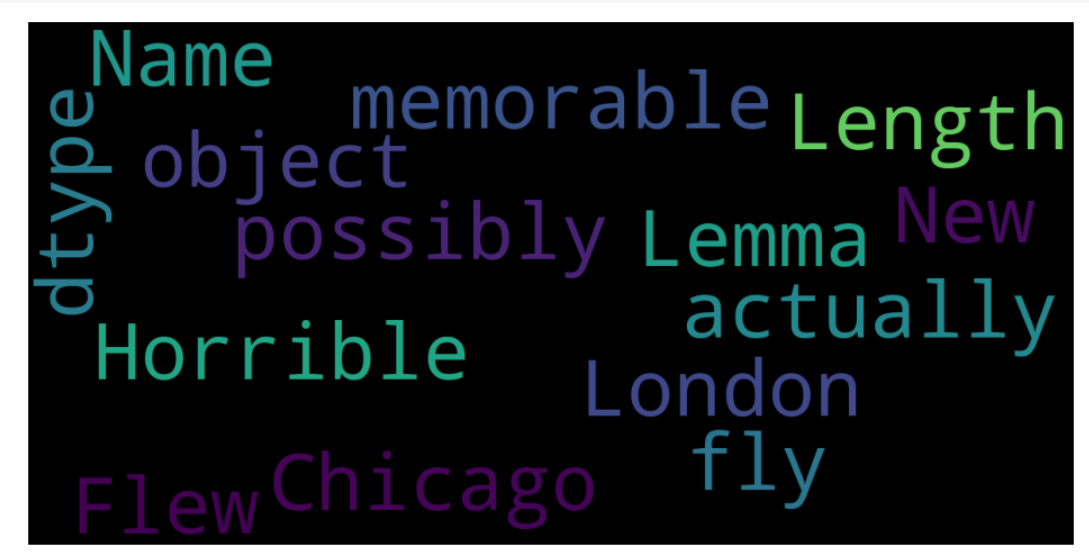 Name
memorable
Length
dtype
object
New
possibly
Lemma
actually
Horrible
London
fly
Chicago
Flew